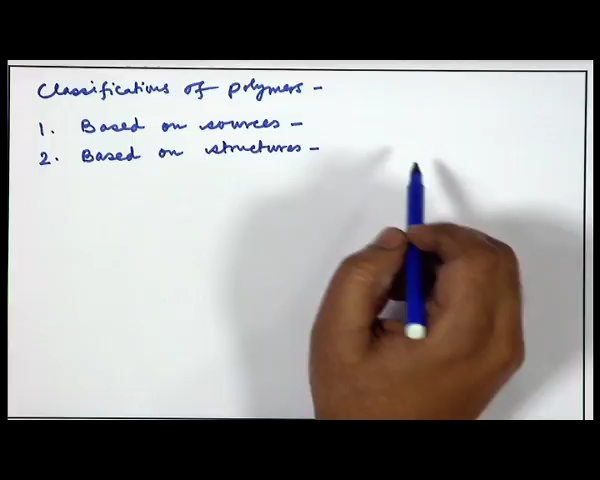 Classifications of polymers -
1. Based on sources -
2. Based on structures -